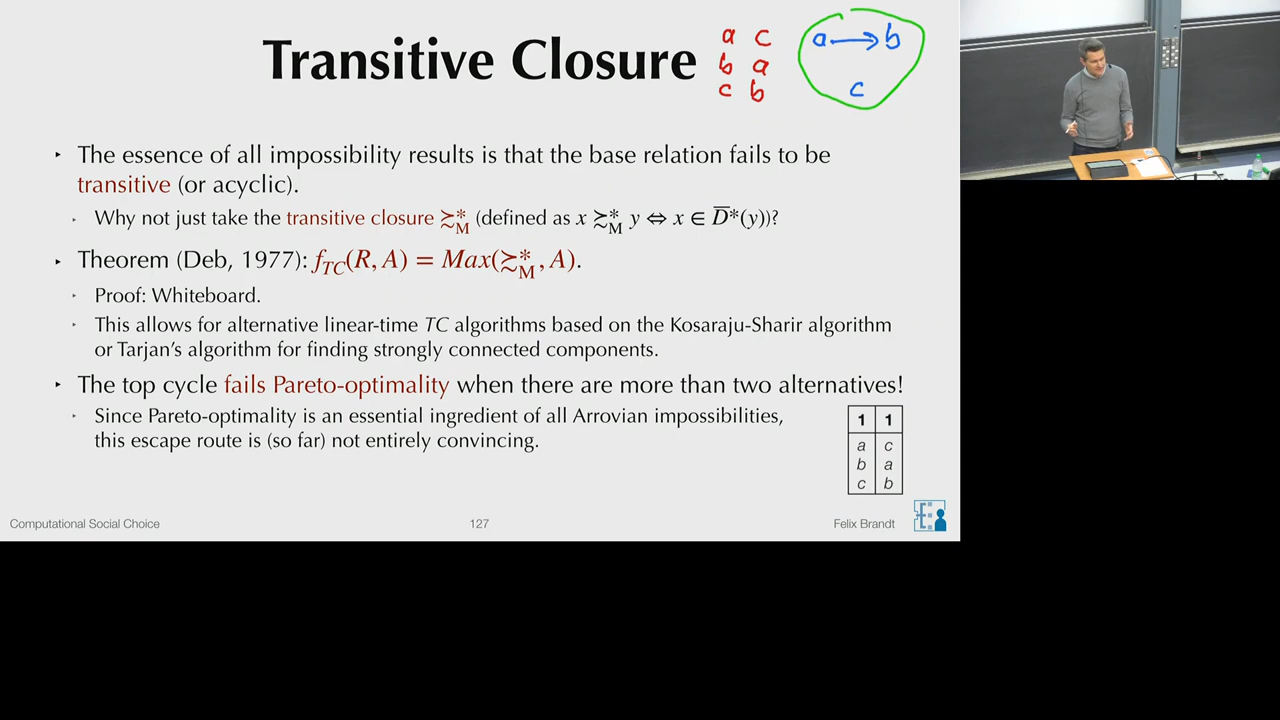 Transitive Closure
a c
b a
c b
a → b
c
‣ The essence of all impossibility results is that the base relation fails to be
transitive (or acyclic).
‣ Why not just take the transitive closure ≿*M (defined as x ≿*M y ⇔ x ∈ D̅*(y))?
‣ Theorem (Deb, 1977): fTC(R, A) = Max(≿*M, A).
‣ Proof: Whiteboard.
‣ This allows for alternative linear-time TC algorithms based on the Kosaraju-Sharir algorithm
or Tarjan’s algorithm for finding strongly connected components.
‣ The top cycle fails Pareto-optimality when there are more than two alternatives!
‣ Since Pareto-optimality is an essential ingredient of all Arrovian impossibilities,
this escape route is (so far) not entirely convincing.
1 1
a c
b a
c b
Computational Social Choice
127
Felix Brandt